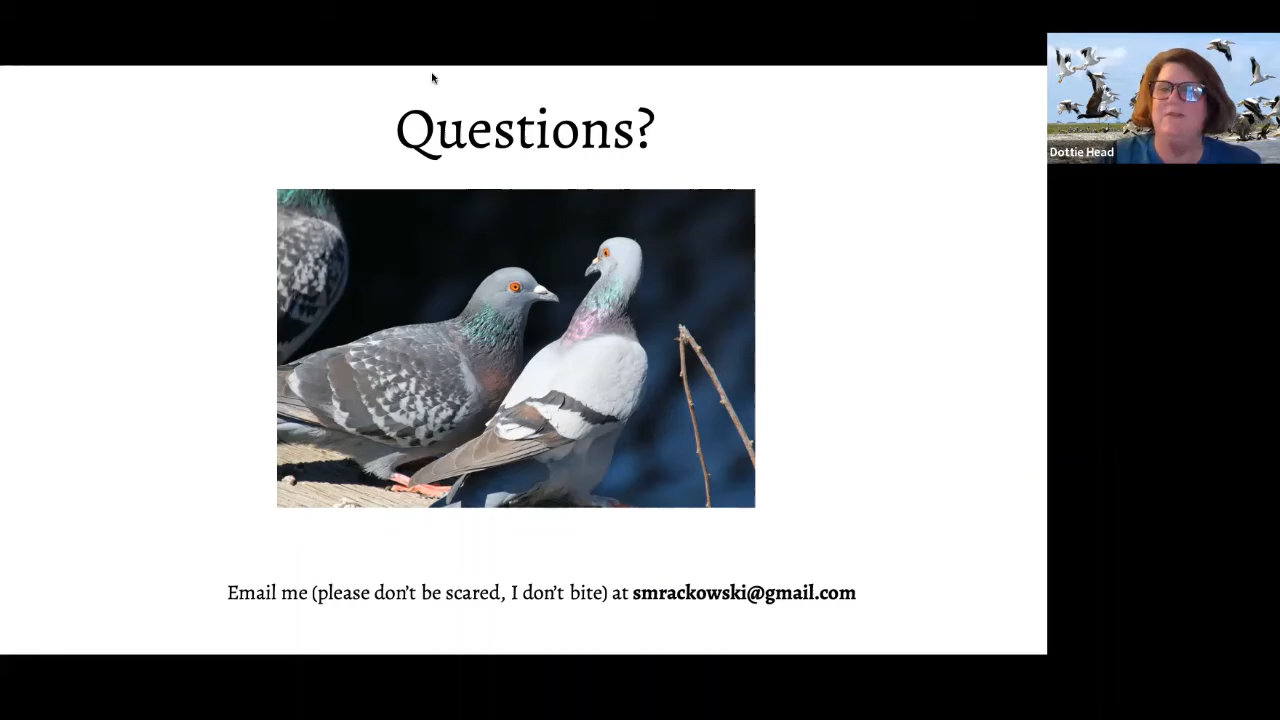 Questions?
Dottie Head
Email me (please don't be scared, I don't bite) at smrackowski@gmail.com